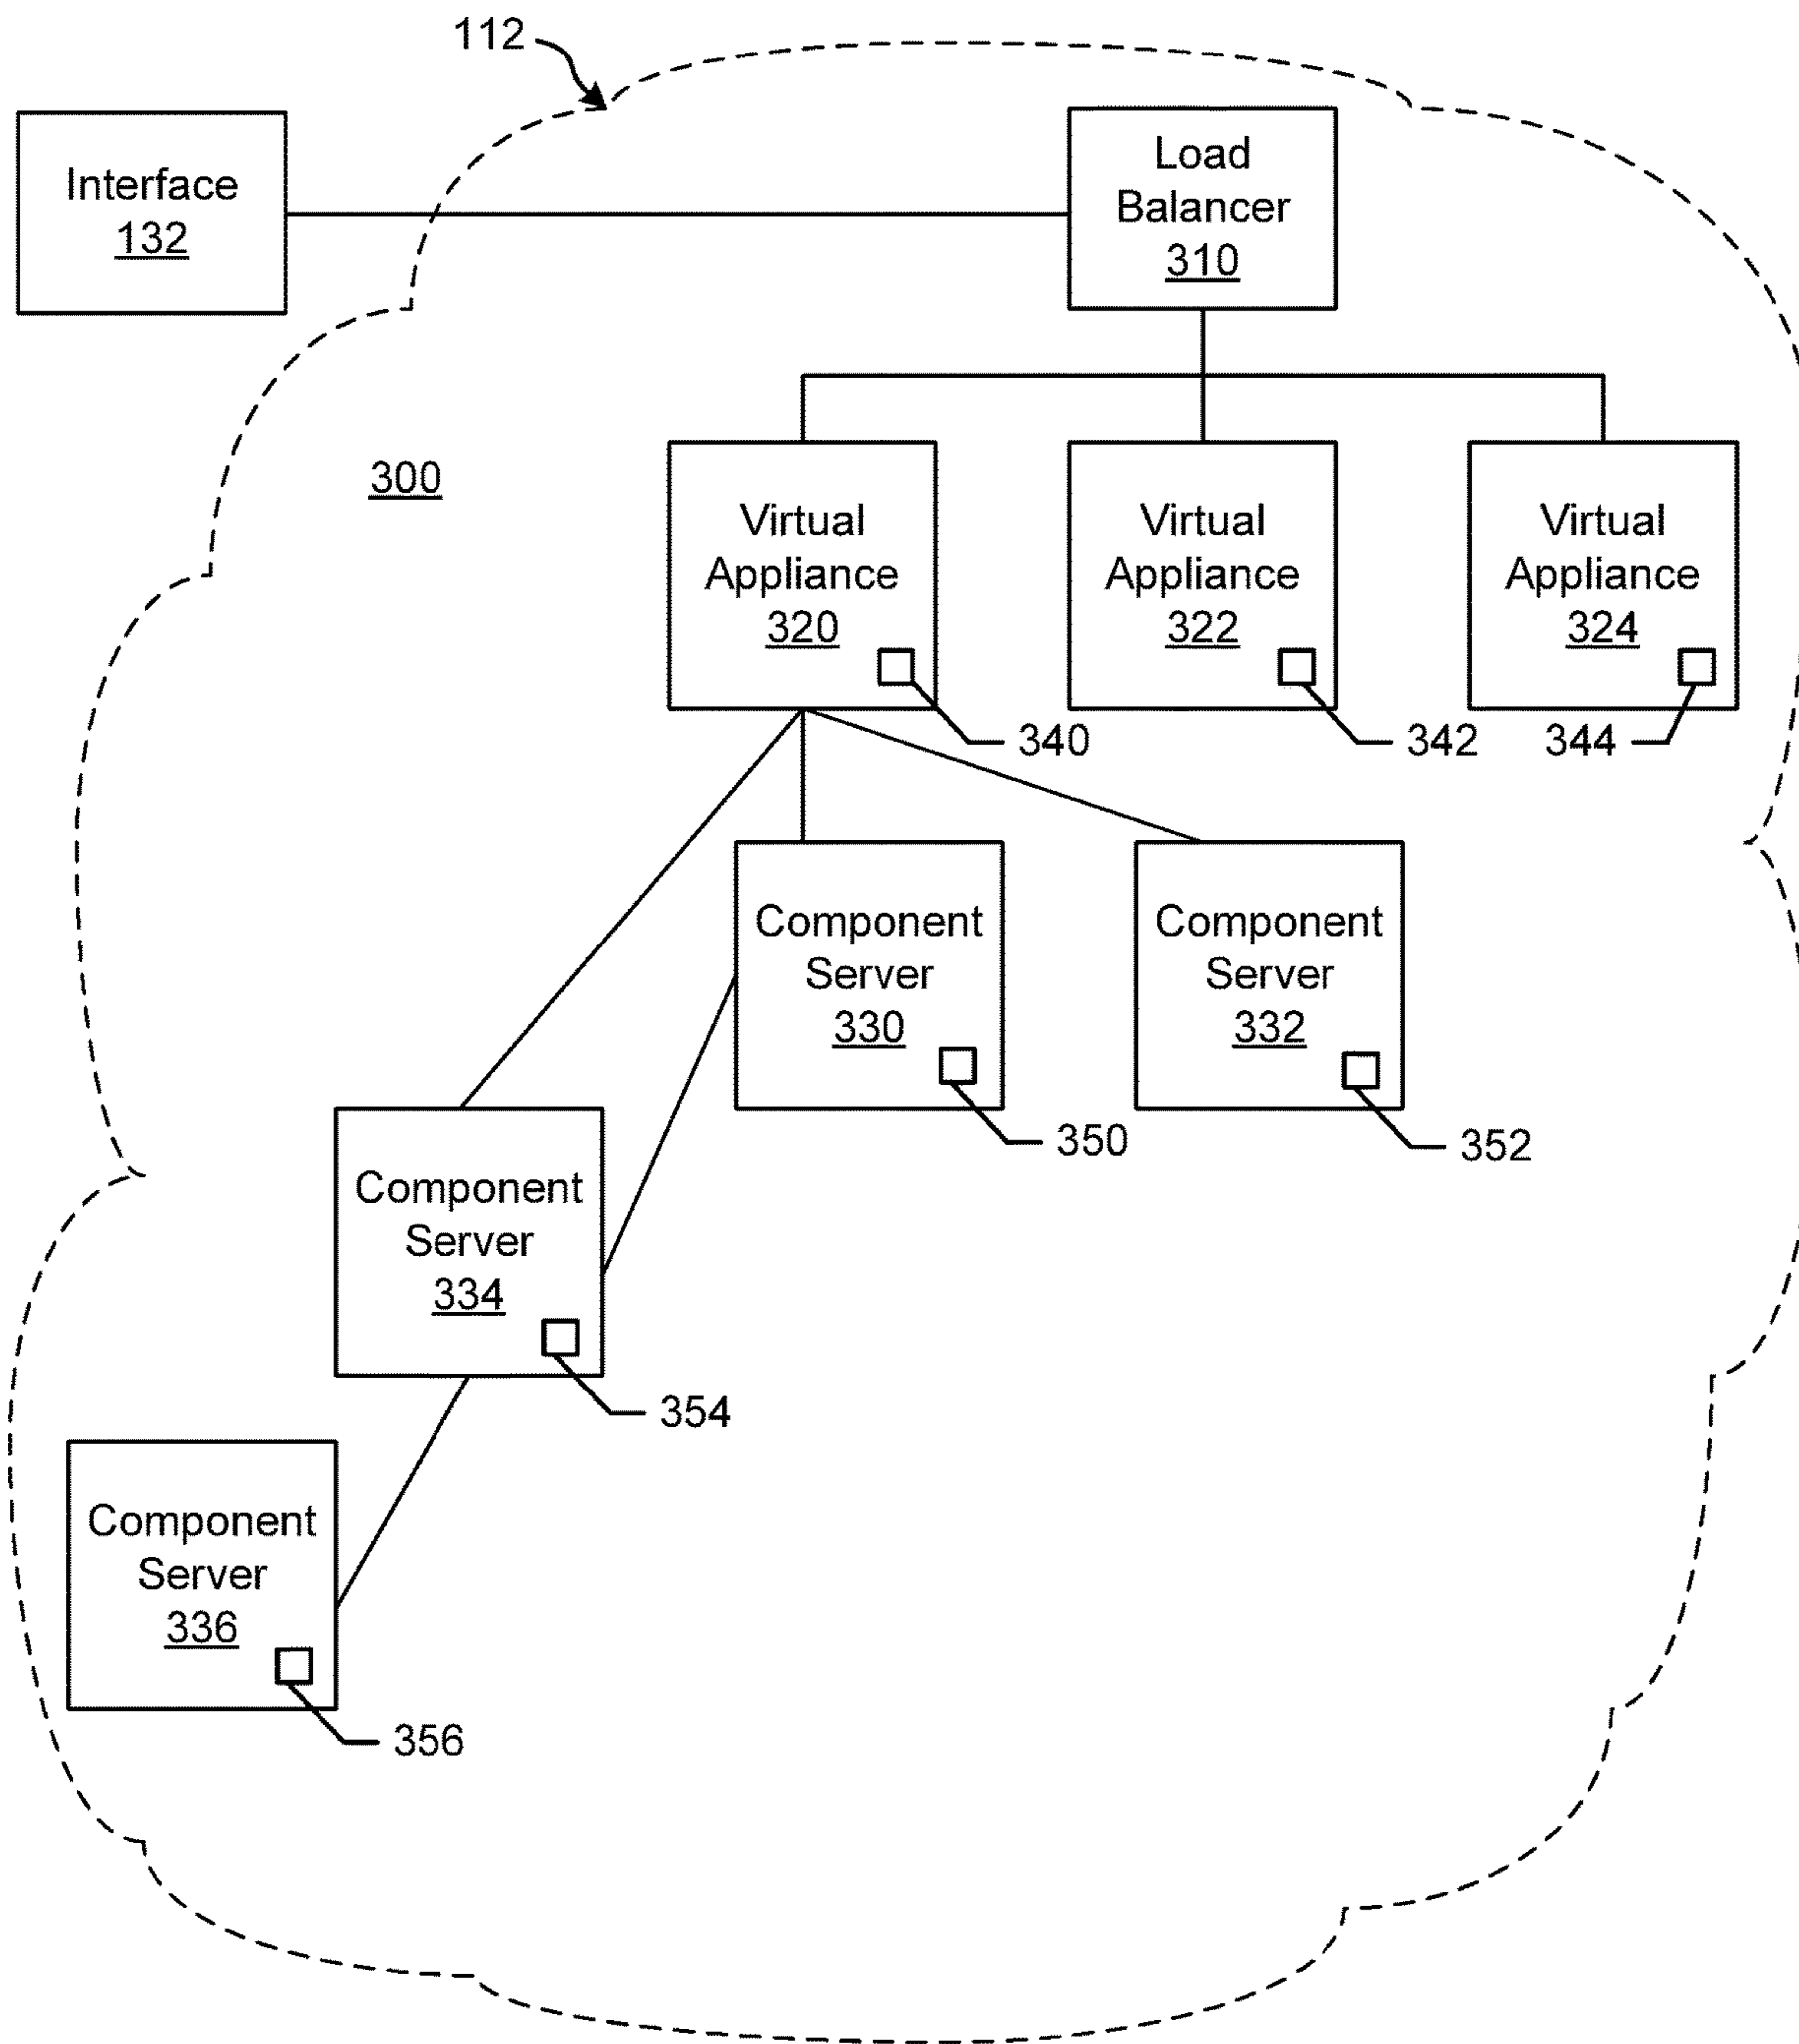 112
Interface
132
Load
Balancer
310
300
Virtual
Appliance
320
Virtual
Appliance
322
Virtual
Appliance
324
340
342
344
Component
Server
330
Component
Server
332
350
352
Component
Server
334
354
Component
Server
336
356